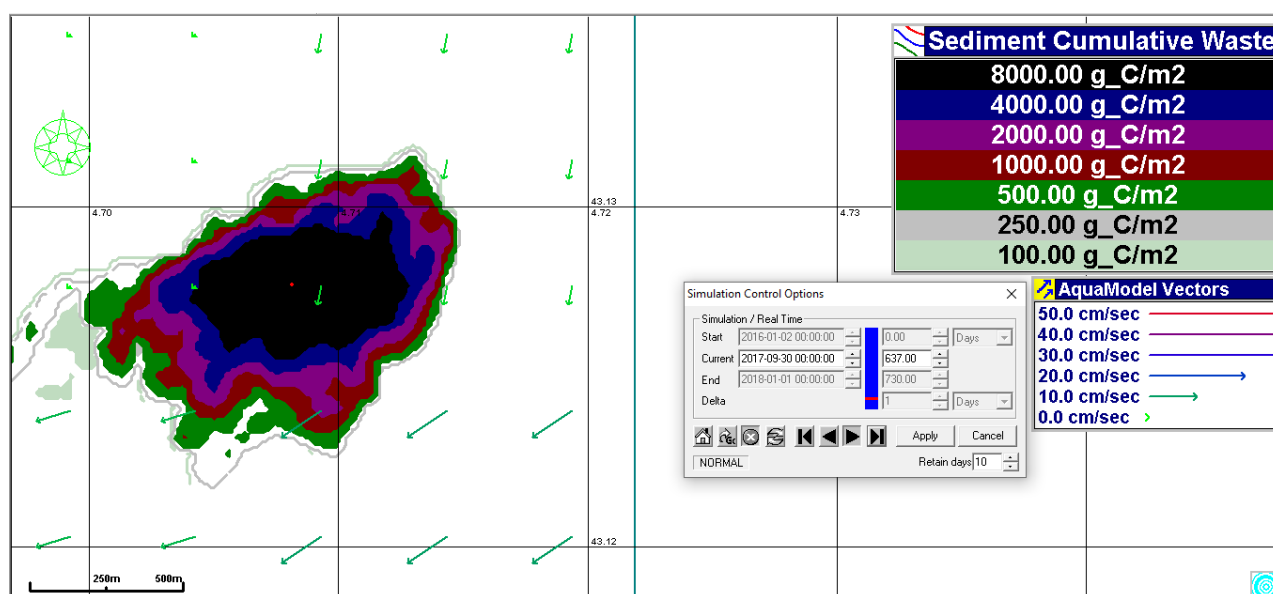 Sediment Cumulative Waste
8000.00 g_C/m2
4000.00 g_C/m2
2000.00 g_C/m2
1000.00 g_C/m2
500.00 g_C/m2
250.00 g_C/m2
100.00 g_C/m2
43.13
4.70
4.71
4.72
4.73
AquaModel Vectors
50.0 cm/sec
40.0 cm/sec
30.0 cm/sec
20.0 cm/sec
10.0 cm/sec
0.0 cm/sec
Simulation Control Options
Simulation / Real Time
Start 2016-01-02 00:00:00 0.00 Days
Current 2017-09-30 00:00:00 637.00
End 2018-01-01 00:00:00 730.00
Delta 1 Days
Apply Cancel
NORMAL Retain days 10
43.12
250m 500m